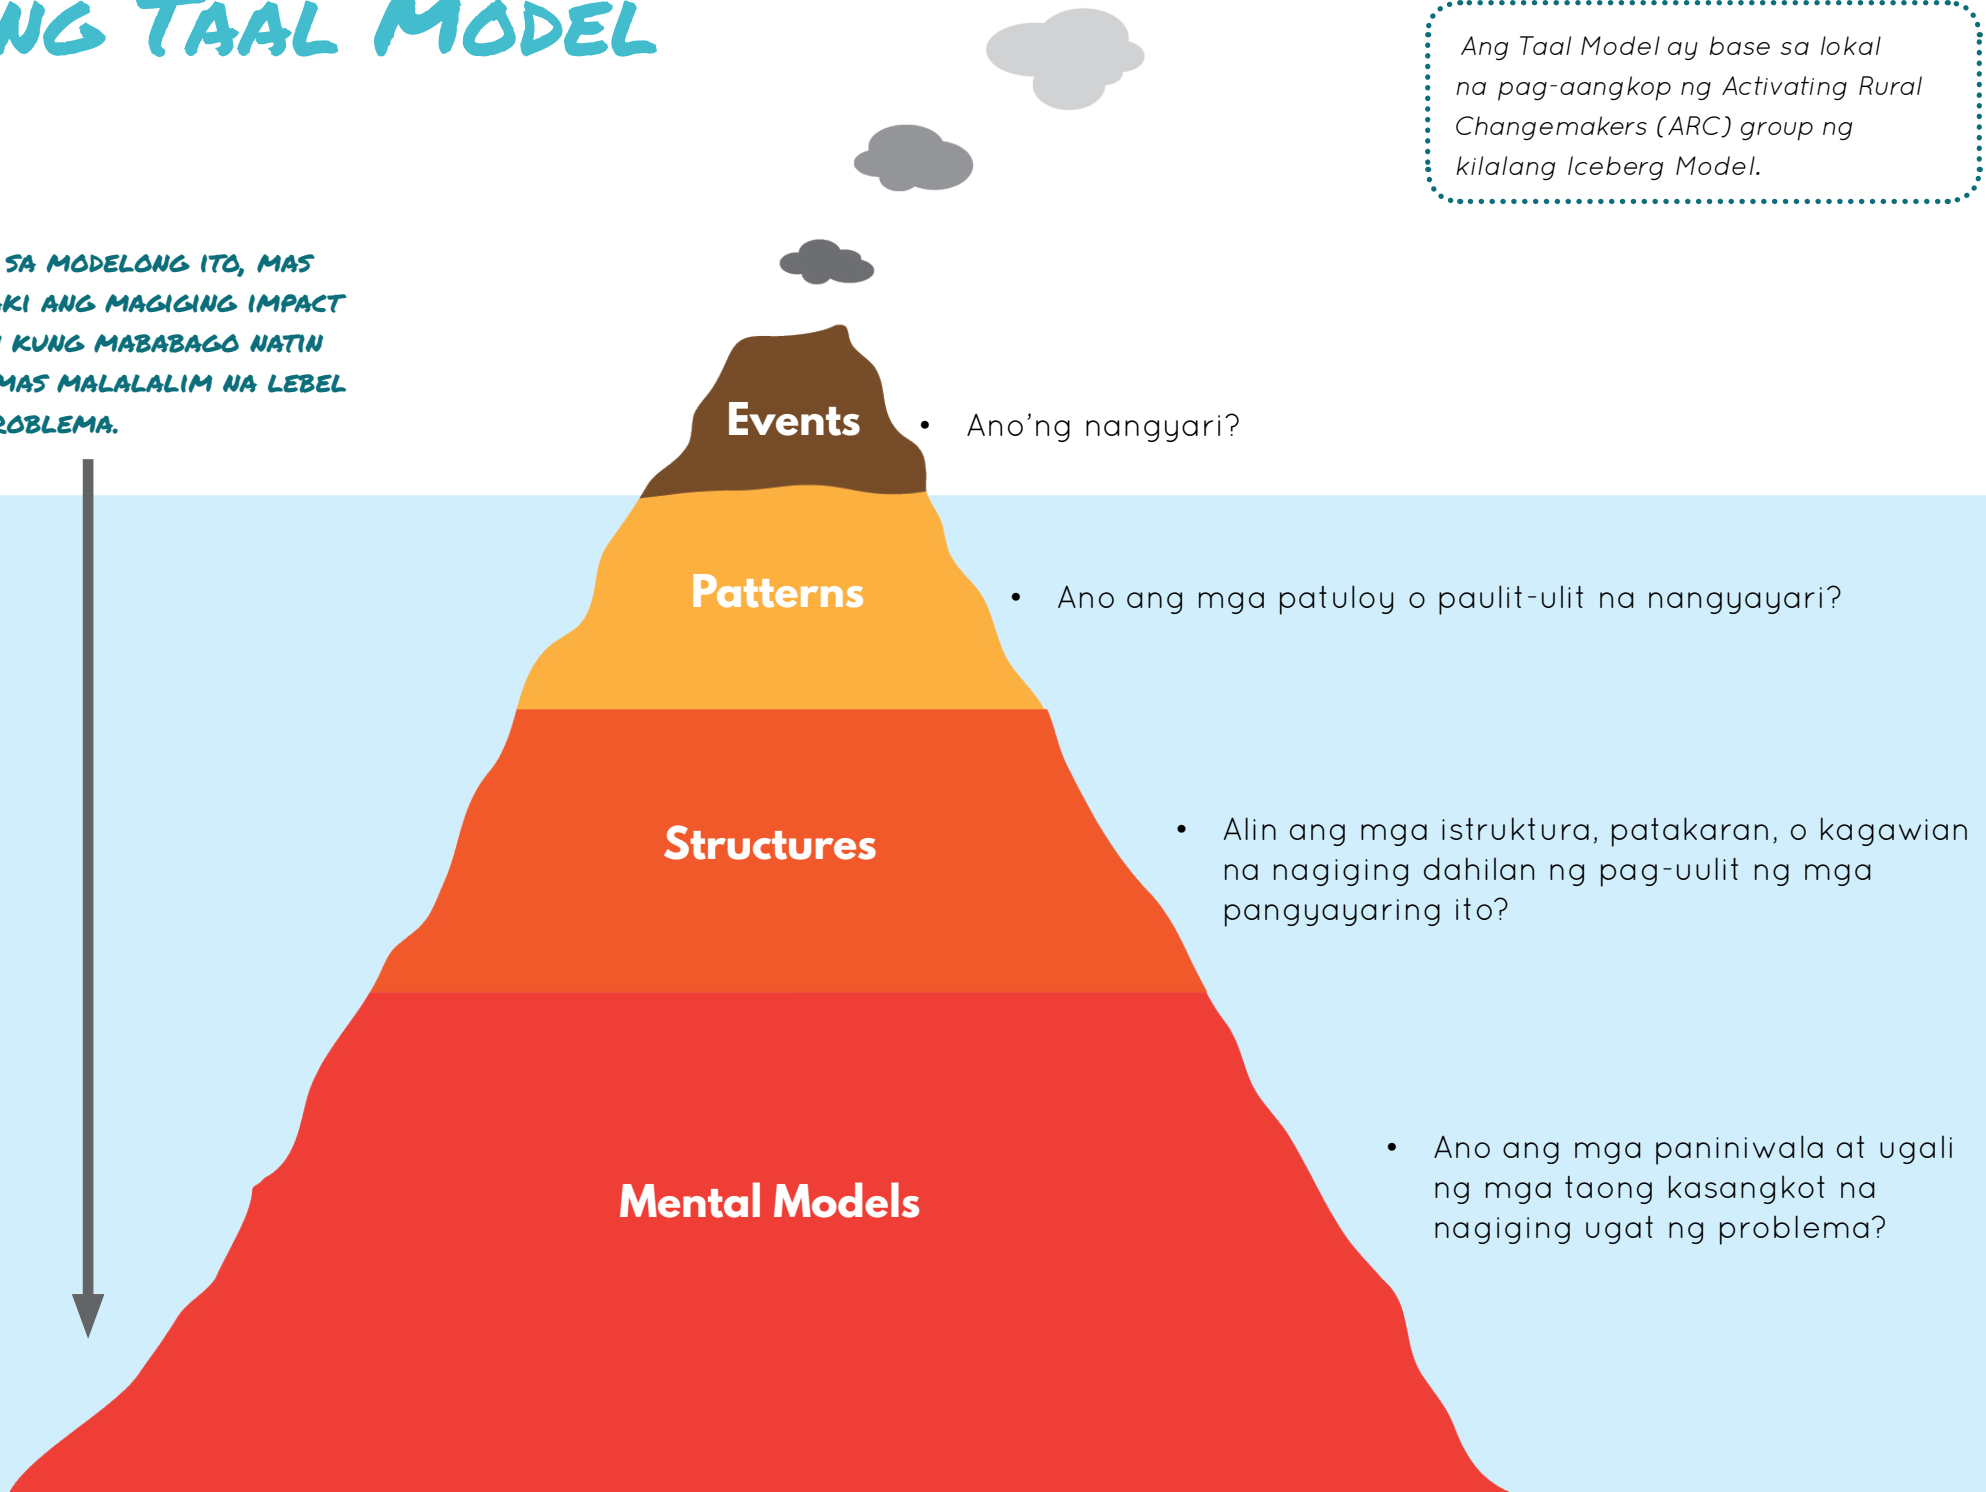 NG TAAL MODEL
Ang Taal Model ay base sa lokal
na pag-aangkop ng Activating Rural
Changemakers (ARC) group ng
kilalang Iceberg Model.
SA MODELONG ITO, MAS
ANG MAGIGING IMPACT
KUNG MABABAGO NATIN
MAS MALALALIM NA LEBEL
Events
• Ano'ng nangyari?
Patterns
• Ano ang mga patuloy o paulit-ulit na nangyayari?
Structures
• Alin ang mga istruktura, patakaran, o kagawian
na nagiging dahilan ng pag-uulit ng mga
pangyayaring ito?
Mental Models
• Ano ang mga paniniwala at ugali
ng mga taong kasangkot na
nagiging ugat ng problema?